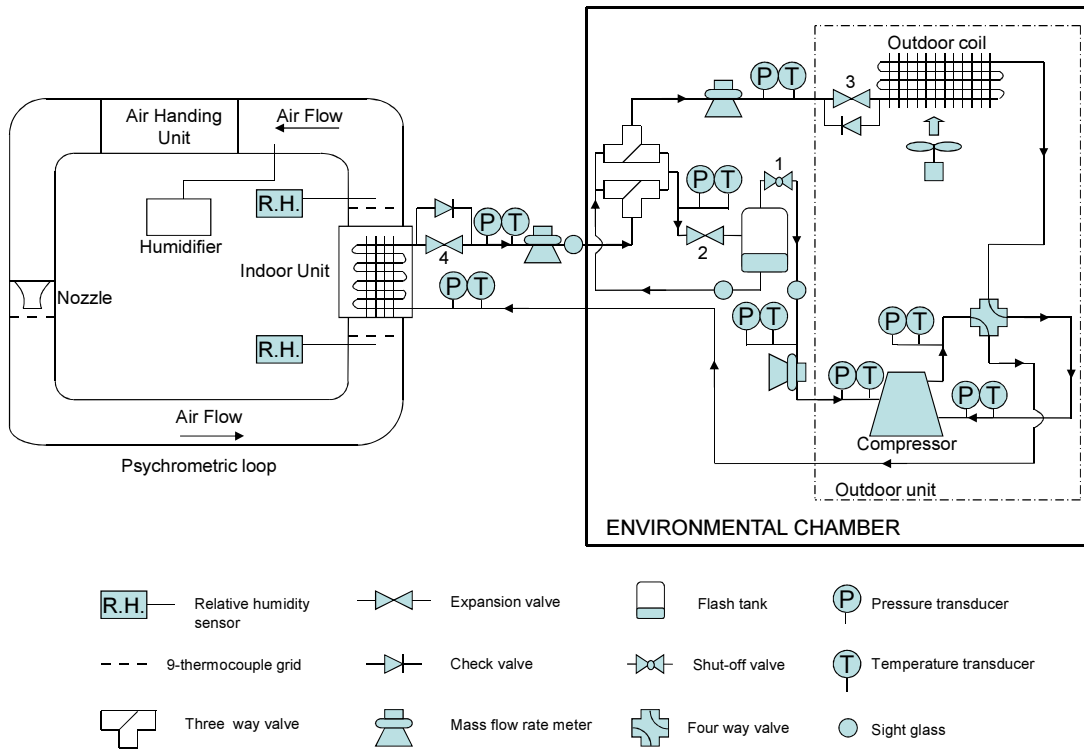 Outdoor coil
P T
3
Air Handing
Unit
Air Flow
1
R.H.
P T
Humidifier
P T
4
2
Indoor Unit
Nozzle
P T
P T
P T
R.H.
P T
P T
Compressor
Air Flow
Psychrometric loop
Outdoor unit
ENVIRONMENTAL CHAMBER
R.H.
Relative humidity
sensor
Expansion valve
Flash tank
P
Pressure transducer
9-thermocouple grid
Check valve
Shut-off valve
T
Temperature transducer
Three way valve
Mass flow rate meter
Four way valve
Sight glass